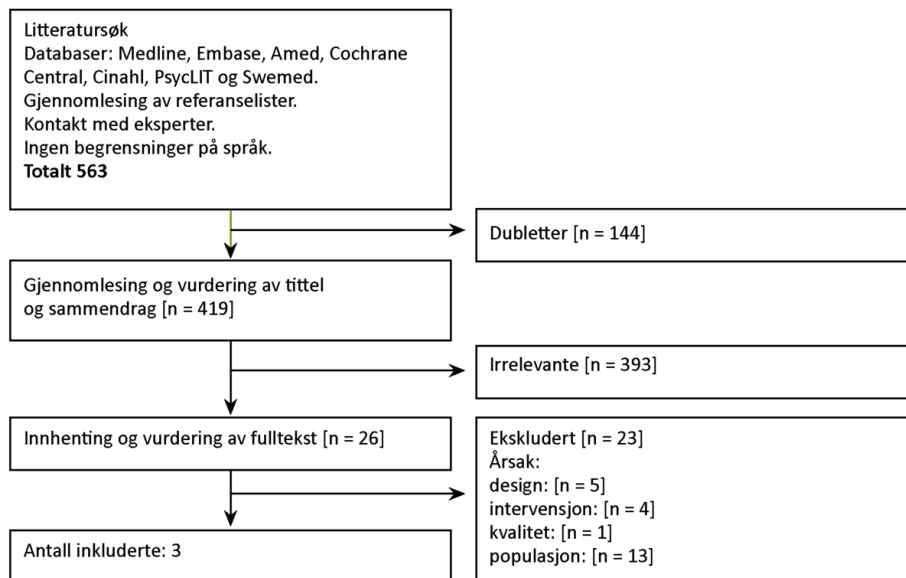 Litteratursøk
Databaser: Medline, Embase, Amed, Cochrane
Central, Cinahl, PsycLIT og Swemed.
Gjennomlesing av referanselister.
Kontakt med eksperter.
Ingen begrensninger på språk.
Totalt 563
Dubletter [n = 144]
Gjennomlesing og vurdering av tittel
og sammendrag [n = 419]
Irrelevante [n = 393]
Innhenting og vurdering av fulltekst [n = 26]
Ekskludert [n = 23]
Årsak:
design: [n = 5]
intervensjon: [n = 4]
kvalitet: [n = 1]
populasjon: [n = 13]
Antall inkluderte: 3